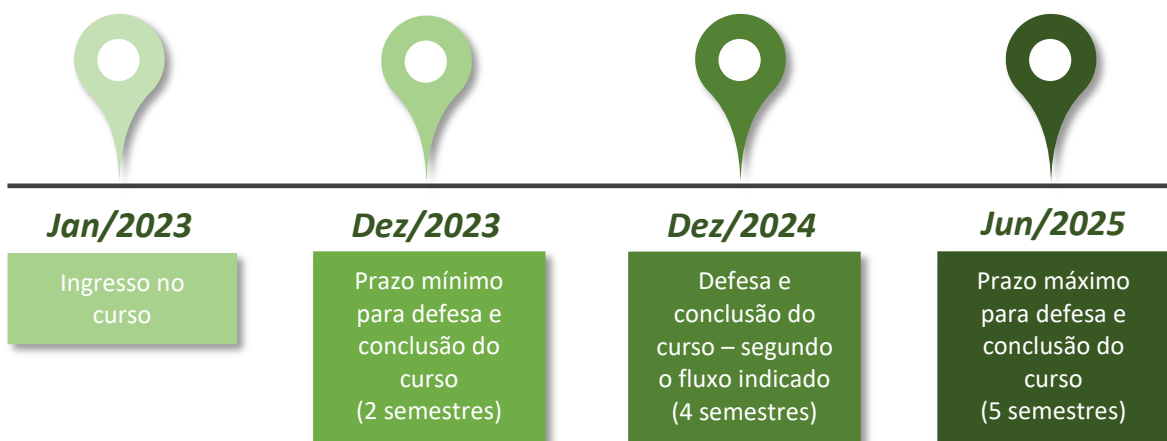 Jan/2023
Ingresso no
curso
Dez/2023
Prazo mínimo
para defesa e
conclusão do
curso
(2 semestres)
Dez/2024
Defesa e
conclusão do
curso – segundo
o fluxo indicado
(4 semestres)
Jun/2025
Prazo máximo
para defesa e
conclusão do
curso
(5 semestres)